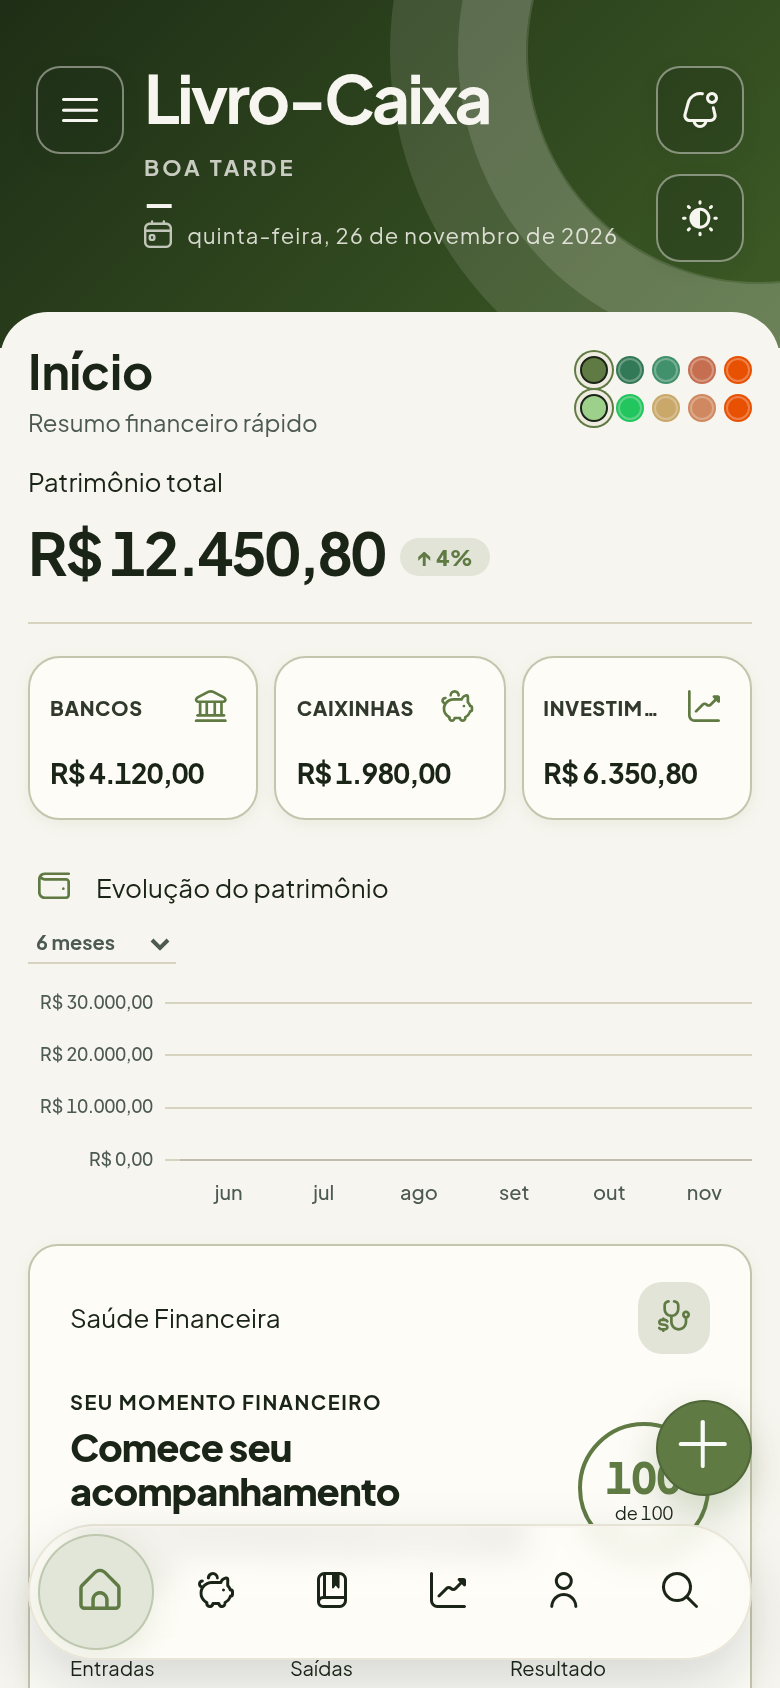 Livro-Caixa
BOA TARDE
quinta-feira, 26 de novembro de 2026
Início
Resumo financeiro rápido
Patrimônio total
R$ 12.450,80 ↑ 4%
BANCOS CAIXINHAS INVESTIM...
R$ 4.120,00 R$ 1.980,00 R$ 6.350,80
Evolução do patrimônio
6 meses
R$ 30.000,00
R$ 20.000,00
R$ 10.000,00
R$ 0,00
jun jul ago set out nov
Saúde Financeira
SEU MOMENTO FINANCEIRO
Comece seu
acompanhamento
100
de 100
Entradas Saídas Resultado